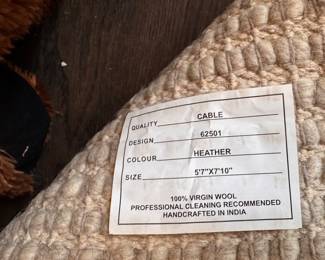 QUALITY CABLE
DESIGN 62501
COLOUR HEATHER
SIZE 5'7"X7'10"
100% VIRGIN WOOL
PROFESSIONAL CLEANING RECOMMENDED
HANDCRAFTED IN INDIA